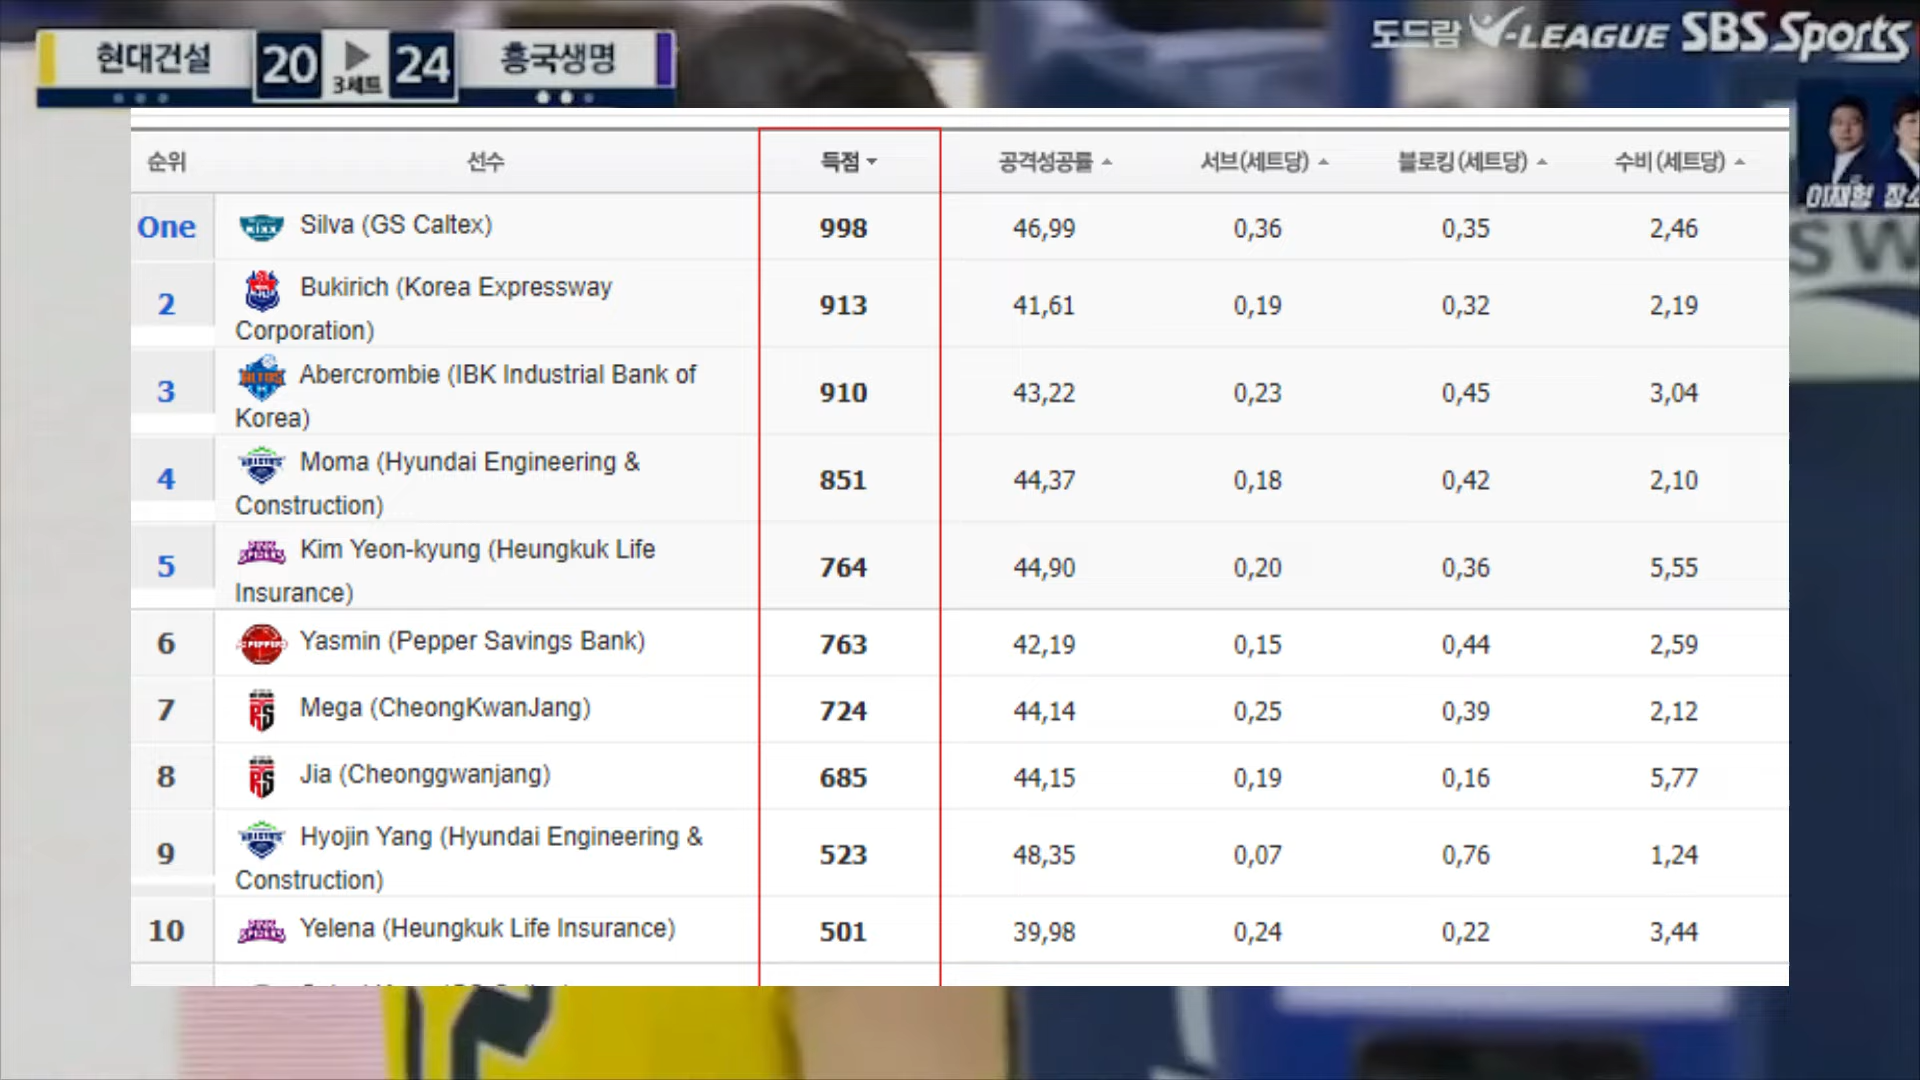 현대건설 20 ▶ 24 흥국생명
3세트
도드람 V-LEAGUE SBS Sports
이재형
순위 선수 득점 공격성공률 서브(세트당) 블로킹(세트당) 수비(세트당)
One Silva (GS Caltex) 998 46,99 0,36 0,35 2,46
2 Bukirich (Korea Expressway
Corporation) 913 41,61 0,19 0,32 2,19
3 Abercrombie (IBK Industrial Bank of
Korea) 910 43,22 0,23 0,45 3,04
4 Moma (Hyundai Engineering &
Construction) 851 44,37 0,18 0,42 2,10
5 Kim Yeon-kyung (Heungkuk Life
Insurance) 764 44,90 0,20 0,36 5,55
6 Yasmin (Pepper Savings Bank) 763 42,19 0,15 0,44 2,59
7 Mega (CheongKwanJang) 724 44,14 0,25 0,39 2,12
8 Jia (Cheonggwanjang) 685 44,15 0,19 0,16 5,77
9 Hyojin Yang (Hyundai Engineering &
Construction) 523 48,35 0,07 0,76 1,24
10 Yelena (Heungkuk Life Insurance) 501 39,98 0,24 0,22 3,44